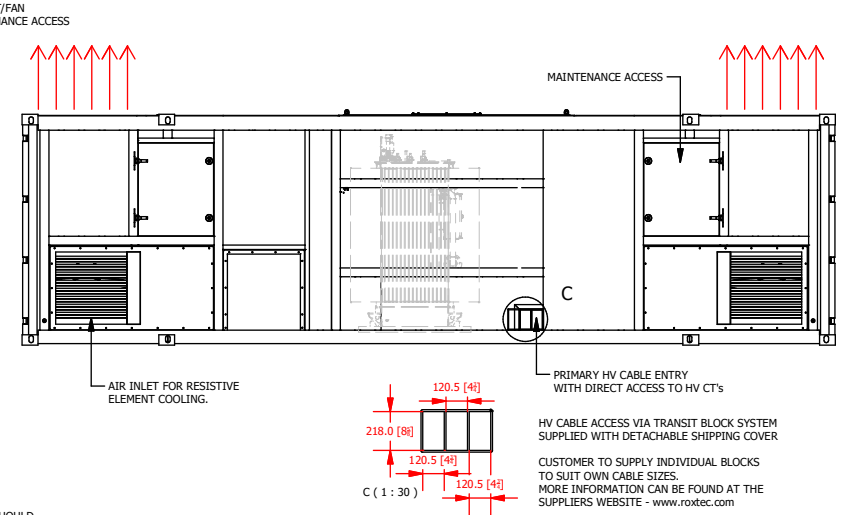 /FAN
NANCE ACCESS
MAINTENANCE ACCESS
C
AIR INLET FOR RESISTIVE
ELEMENT COOLING.
PRIMARY HV CABLE ENTRY
WITH DIRECT ACCESS TO HV CT's
120.5 [4¾]
218.0 [8⅝]
120.5 [4¾]
120.5 [4¾]
C ( 1 : 30 )
HV CABLE ACCESS VIA TRANSIT BLOCK SYSTEM
SUPPLIED WITH DETACHABLE SHIPPING COVER
CUSTOMER TO SUPPLY INDIVIDUAL BLOCKS
TO SUIT OWN CABLE SIZES.
MORE INFORMATION CAN BE FOUND AT THE
SUPPLIERS WEBSITE - www.roxtec.com